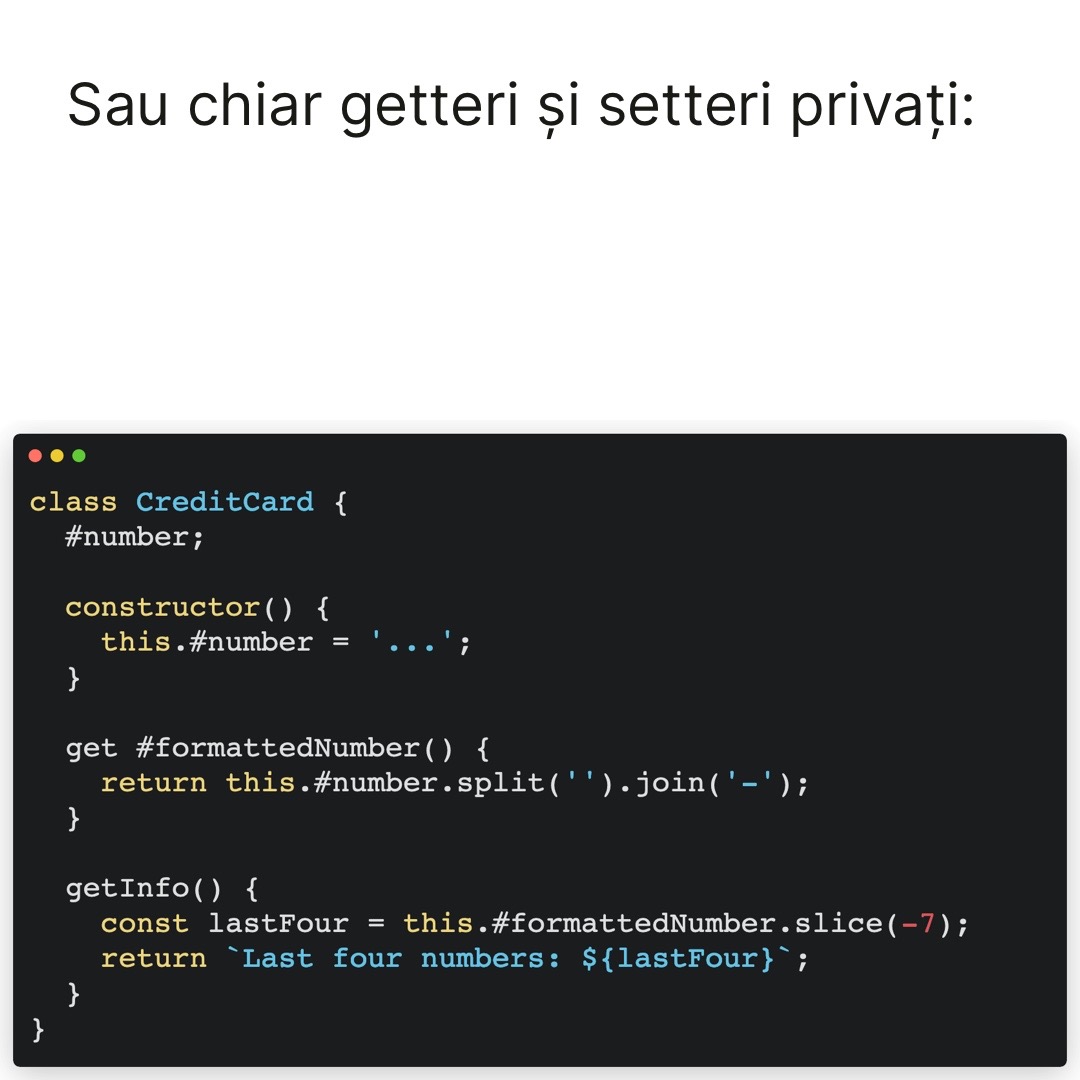 Sau chiar getteri și setteri privați:
class CreditCard {
  #number;

  constructor() {
    this.#number = '...';
  }

  get #formattedNumber() {
    return this.#number.split('').join('-');
  }

  getInfo() {
    const lastFour = this.#formattedNumber.slice(-7);
    return `Last four numbers: ${lastFour}`;
  }
}